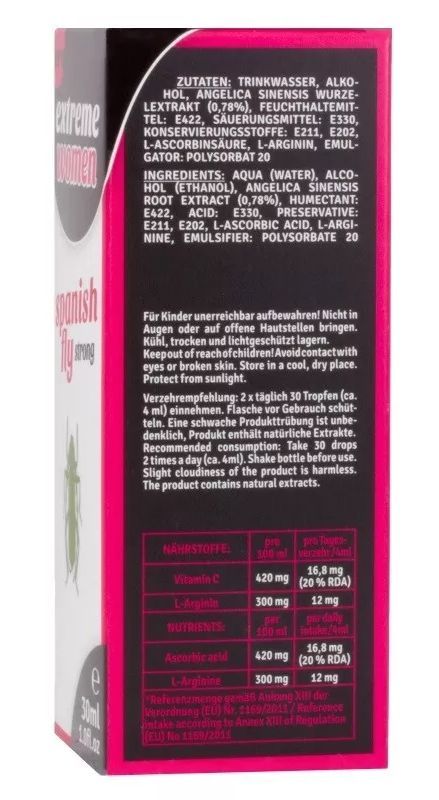 extreme
women
spanish
fly strong
30ml
1.0fl.oz
ZUTATEN: TRINKWASSER, ALKO-
HOL, ANGELICA SINENSIS WURZE-
LEXTRAKT (0,78%), FEUCHTHALTEMIT-
TEL: E422, SÄUERUNGSMITTEL: E330,
KONSERVIERUNGSSTOFFE: E211, E202,
L-ASCORBINSÄURE, L-ARGININ, EMUL-
GATOR: POLYSORBAT 20
INGREDIENTS: AQUA (WATER), ALCO-
HOL (ETHANOL), ANGELICA SINENSIS
ROOT EXTRACT (0,78%), HUMECTANT:
E422, ACID: E330, PRESERVATIVE:
E211, E202, L-ASCORBIC ACID, L-ARGI-
NINE, EMULSIFIER: POLYSORBATE 20
Für Kinder unerreichbar aufbewahren! Nicht in
Augen oder auf offene Hautstellen bringen.
Kühl, trocken und lichtgeschützt lagern.
Keep out of reach of children! Avoid contact with
eyes or broken skin. Store in a cool, dry place.
Protect from sunlight.
Verzehrempfehlung: 2 x täglich 30 Tropfen (ca.
4 ml) einnehmen. Flasche vor Gebrauch schüt-
teln. Eine schwache Produkttrübung ist unbe-
denklich, Produkt enthält natürliche Extrakte.
Recommended consumption: Take 30 drops
2 times a day (ca. 4ml). Shake bottle before use.
Slight cloudiness of the product is harmless.
The product contains natural extracts.
NÄHRSTOFFE: pro 100 ml pro Tages-verzehr/4ml
Vitamin C 420 mg 16,8 mg (20% RDA)
L-Arginin 300 mg 12 mg
NUTRIENTS: per 100 ml per daily intake/4ml
Ascorbic acid 420 mg 16,8 mg (20% RDA)
L-Arginine 300 mg 12 mg
*Referenzmenge gemäß Anhang XIII der
Verordnung (EU) Nr. 1169/2011 / Reference
intake according to Annex XIII of Regulation
(EU) No 1169/2011